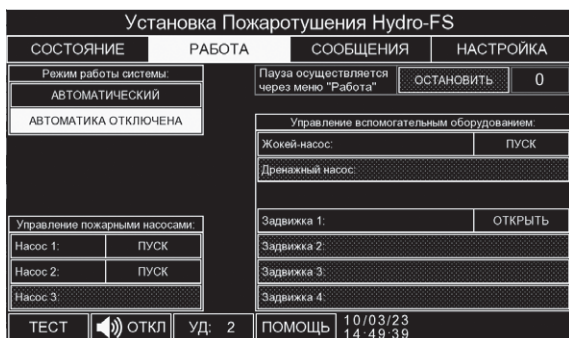 Установка Пожаротушения Hydro-FS
СОСТОЯНИЕ РАБОТА СООБЩЕНИЯ НАСТРОЙКА
Режим работы системы:
АВТОМАТИЧЕСКИЙ
АВТОМАТИКА ОТКЛЮЧЕНА
Пауза осуществляется
через меню "Работа"
ОСТАНОВИТЬ 0
Управление вспомогательным оборудованием:
Жокей-насос: ПУСК
Дренажный насос:
Управление пожарными насосами:
Насос 1: ПУСК
Насос 2: ПУСК
Насос 3:
Задвижка 1: ОТКРЫТЬ
Задвижка 2:
Задвижка 3:
Задвижка 4:
ТЕСТ ОТКЛ УД: 2 ПОМОЩЬ
10/03/23
14:49:39